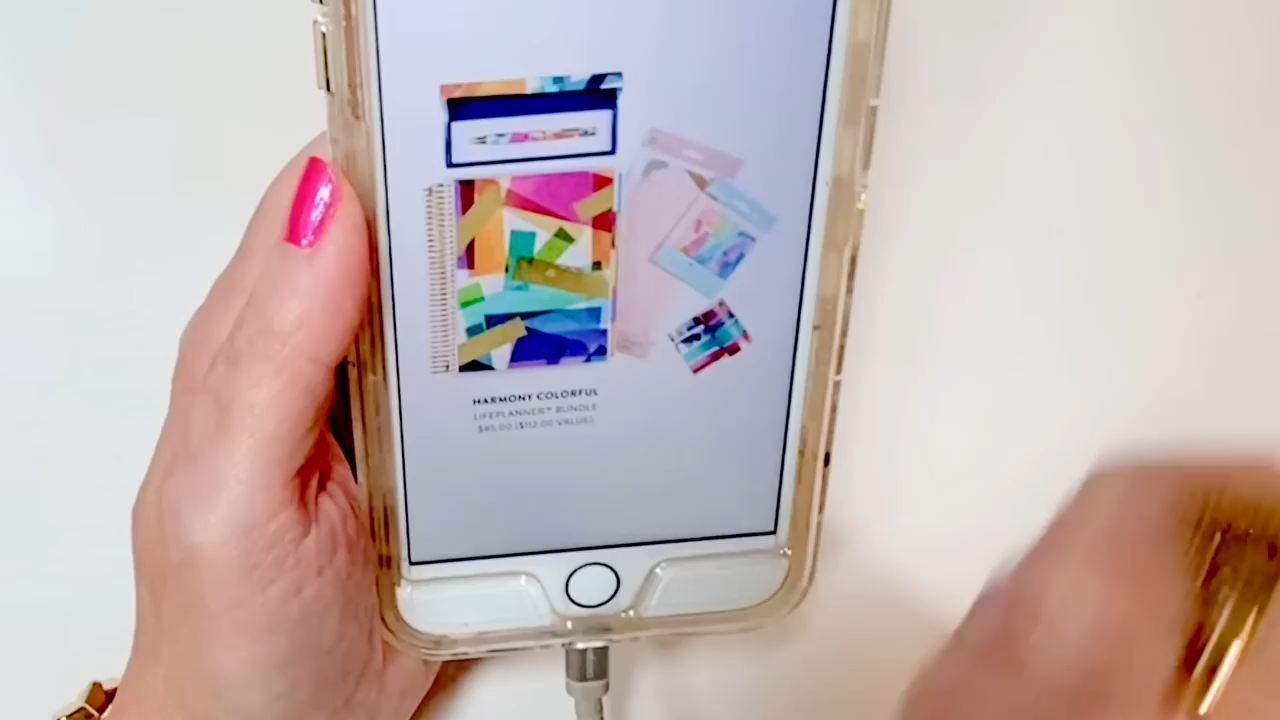 HARMONY COLORFUL
LIFEPLANNER™ BUNDLE
$85.00 ($112.00 VALUE)